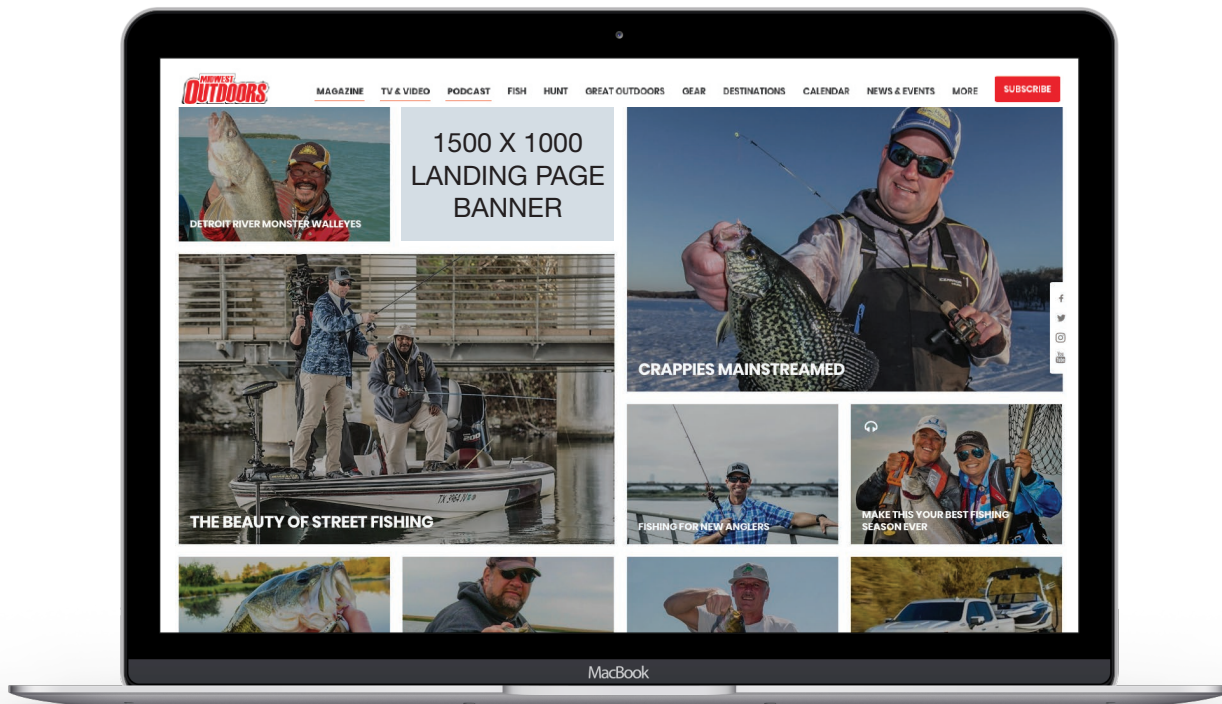 MIDWEST
OUTDOORS
MAGAZINE TV & VIDEO PODCAST FISH HUNT GREAT OUTDOORS GEAR DESTINATIONS CALENDAR NEWS & EVENTS MORE SUBSCRIBE
DETROIT RIVER MONSTER WALLEYES
1500 X 1000
LANDING PAGE
BANNER
CRAPPIES MAINSTREAMED
200
THE BEAUTY OF STREET FISHING
FISHING FOR NEW ANGLERS
MAKE THIS YOUR BEST FISHING
SEASON EVER
MacBook